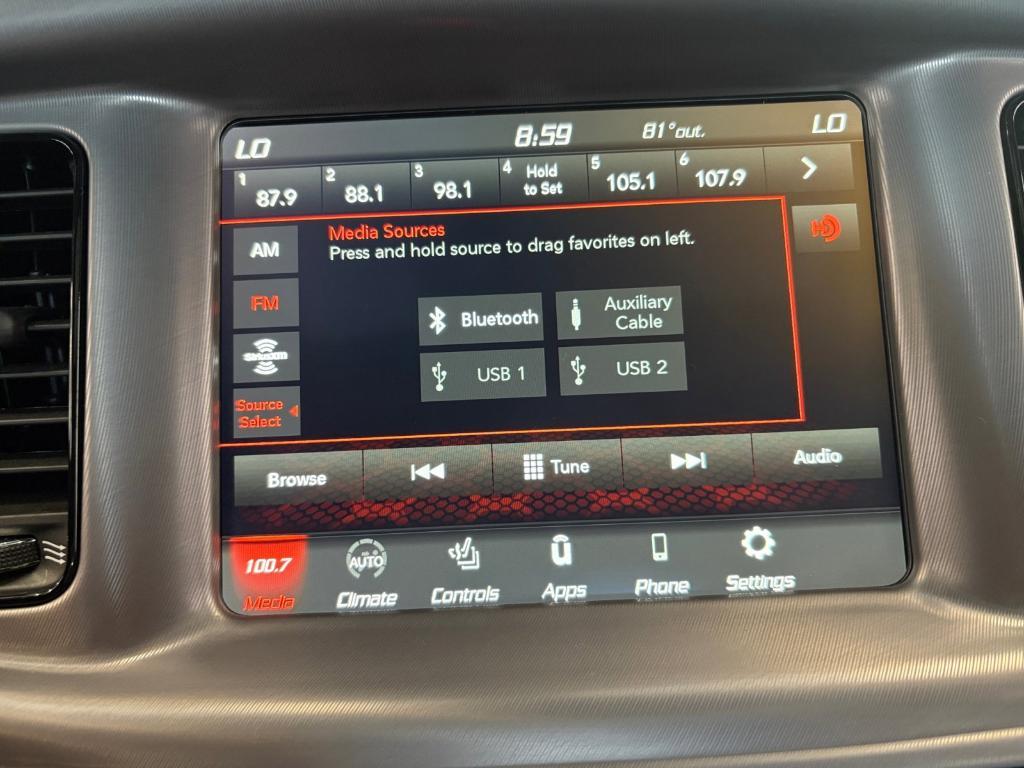 LO
8:59
81°out.
LO
1 87.9
2 88.1
3 98.1
4 Hold
to Set
5 105.1
6 107.9
AM
Media Sources
Press and hold source to drag favorites on left.
FM
Bluetooth
Auxiliary
Cable
SiriusXM
USB 1
USB 2
Source
Select
Browse
Tune
Audio
100.7
Media
AUTO
Climate
Controls
Apps
Phone
Settings